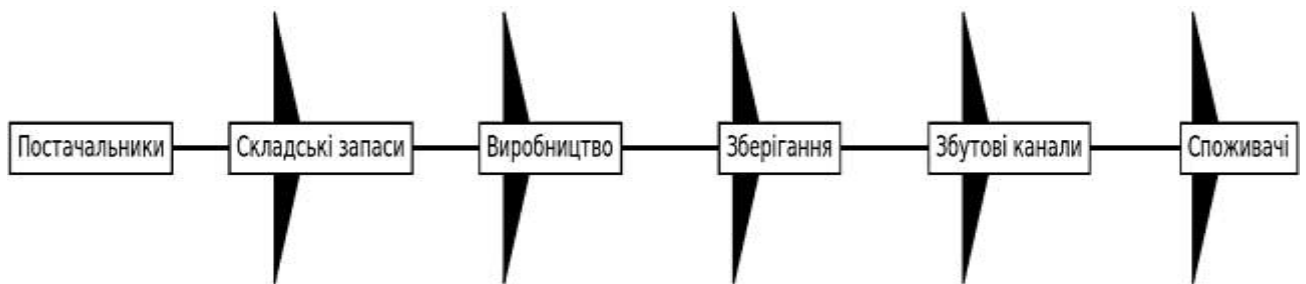 Постачальники
Складські запаси
Виробництво
Зберігання
Збутові канали
Споживачі